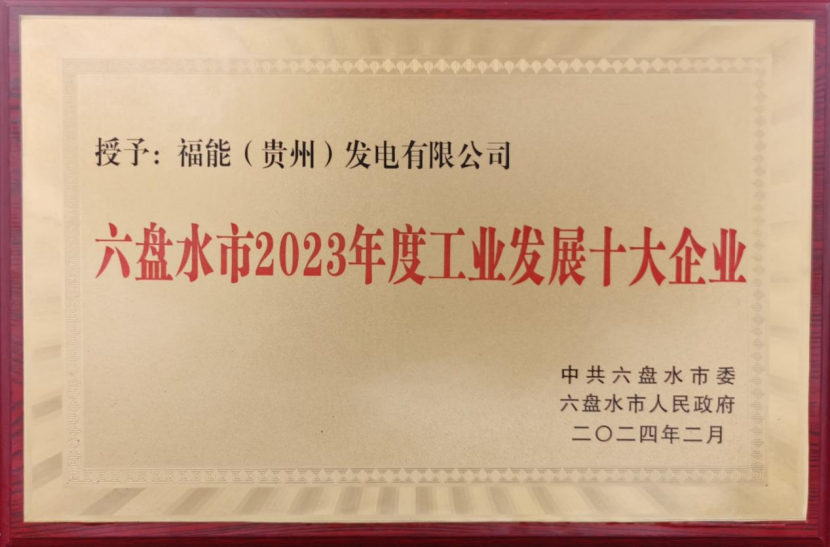 授予：福能（贵州）发电有限公司
六盘水市2023年度工业发展十大企业
中共六盘水市委
六盘水市人民政府
二〇二四年二月